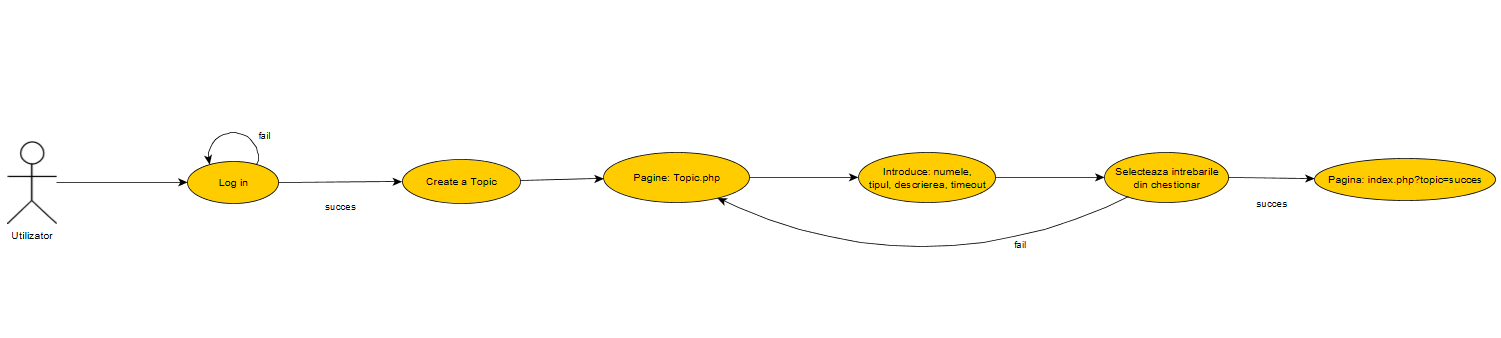 Utilizator
Log in
fail
succes
Create a Topic
Pagine: Topic.php
Introduce: numele,
tipul, descrierea, timeout
Selecteaza intrebarile
din chestionar
fail
succes
Pagina: index.php?topic=succes